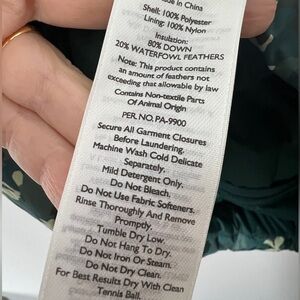 Made in China
Shell: 100% Polyester
Lining: 100% Nylon
Insulation:
80% DOWN
20% WATERFOWL FEATHERS
Note: This product contains
an amount of feathers not
exceeding that allowable by law
Contains Non-textile Parts
Of Animal Origin
PER. NO. PA-9900
Secure All Garment Closures
Before Laundering.
Machine Wash Cold Delicate
Separately.
Mild Detergent Only.
Do Not Bleach.
Do Not Use Fabric Softeners.
Rinse Thoroughly And Remove
Promptly.
Tumble Dry Low.
Do Not Hang To Dry.
Do Not Iron Or Steam.
Do Not Dry Clean.
For Best Results Dry With Clean
Tennis Ball.